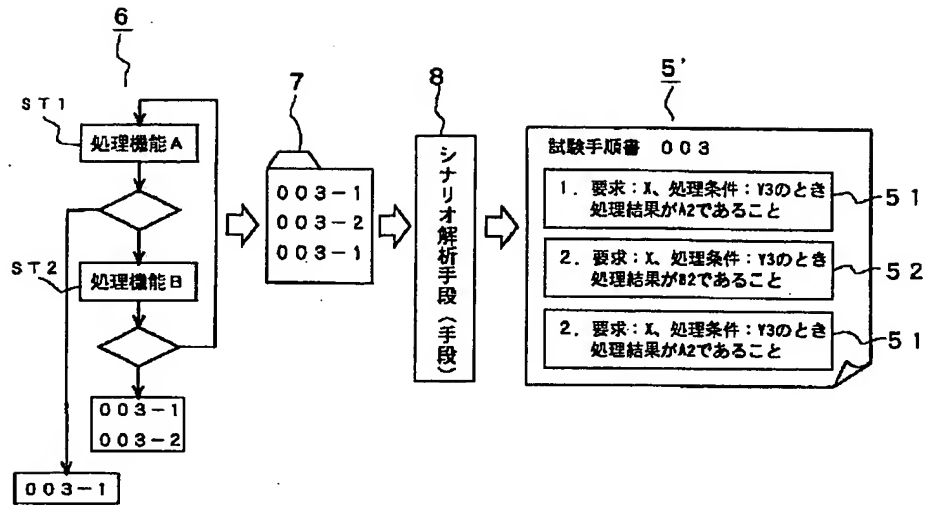 6
ST1
処理機能A
ST2
処理機能B
003-1
003-2
003-1
7
003-1
003-2
003-1
8
シナリオ解析手段(手段)
5'
試験手順書 003
1. 要求:X、処理条件:Y3のとき
処理結果がA2であること
51
2. 要求:X、処理条件:Y3のとき
処理結果がB2であること
52
2. 要求:X、処理条件:Y3のとき
処理結果がA2であること
51